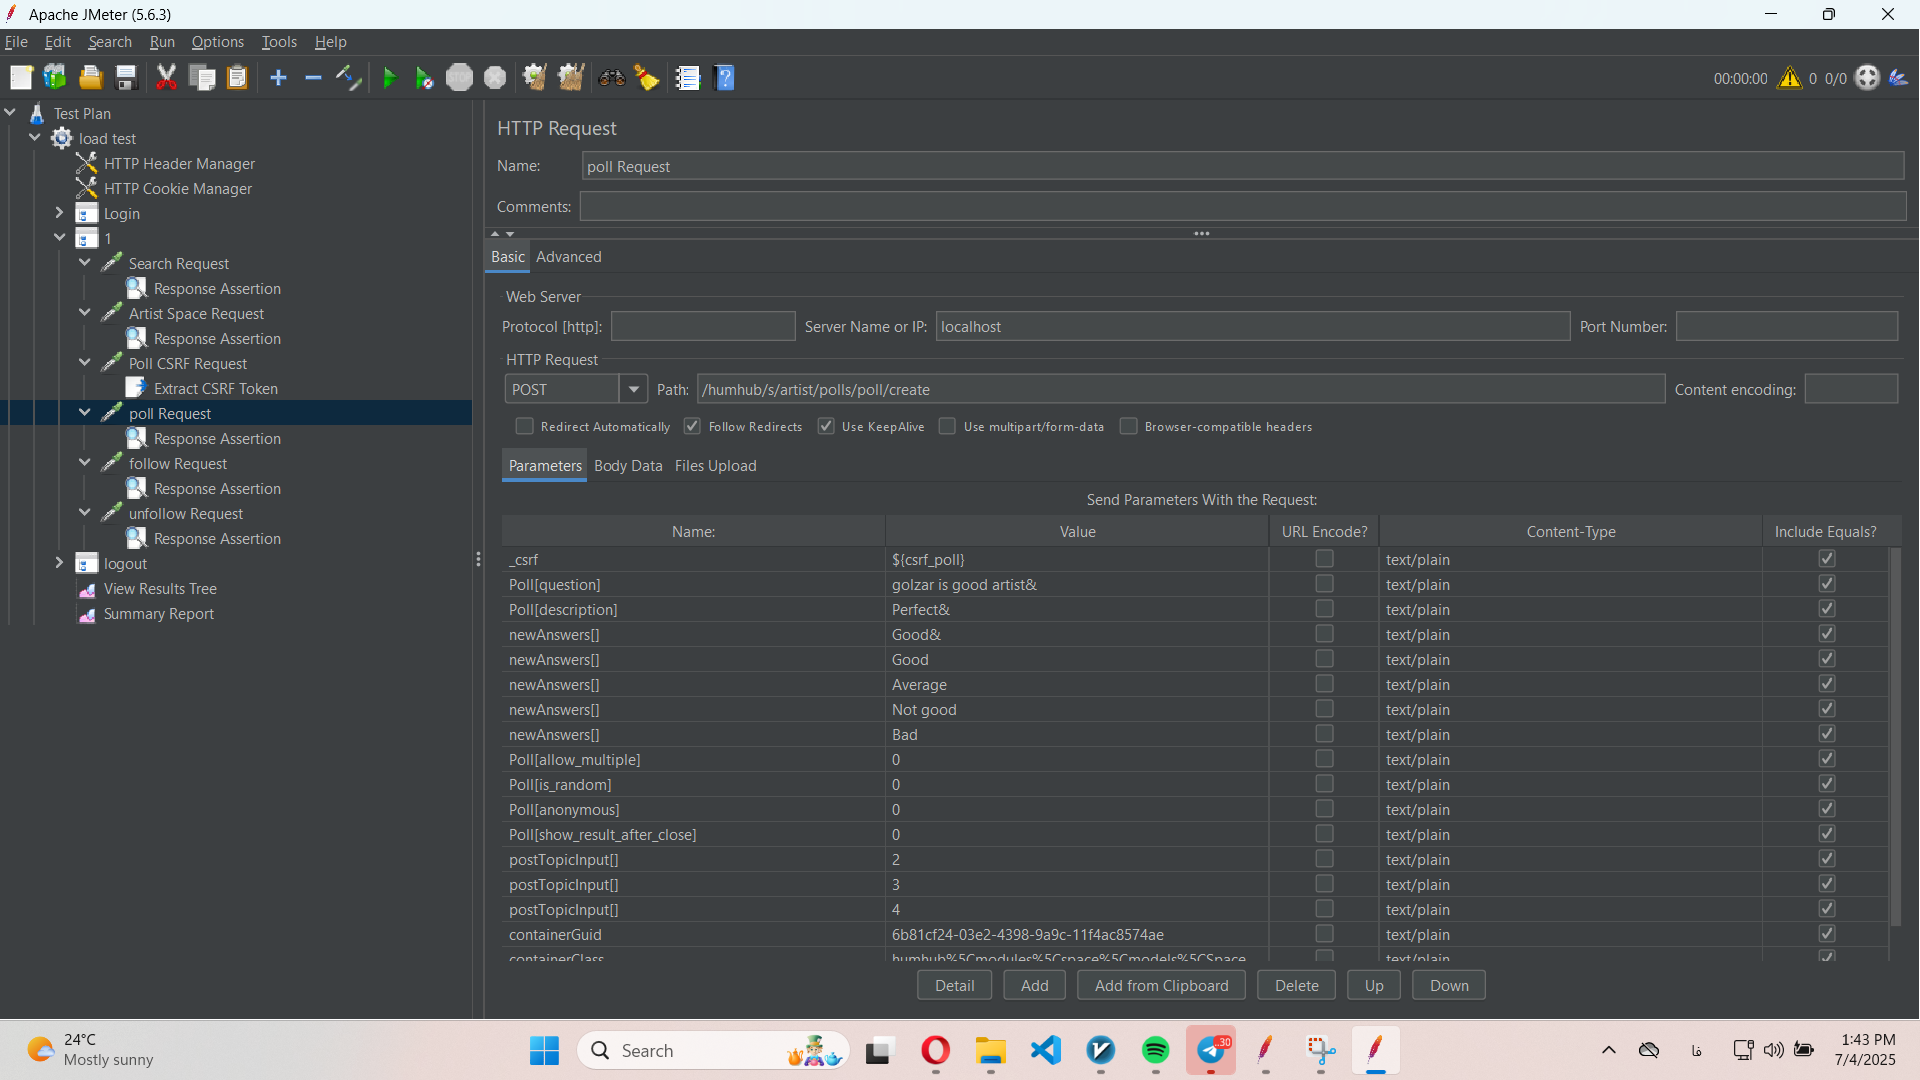 Apache JMeter (5.6.3)
File Edit Search Run Options Tools Help
00:00:00 0 0/0
Test Plan
load test
HTTP Header Manager
HTTP Cookie Manager
Login
1
Search Request
Response Assertion
Artist Space Request
Response Assertion
Poll CSRF Request
Extract CSRF Token
poll Request
Response Assertion
follow Request
Response Assertion
unfollow Request
Response Assertion
logout
View Results Tree
Summary Report
HTTP Request
Name: poll Request
Comments:
Basic Advanced
Web Server
Protocol [http]: Server Name or IP: localhost Port Number:
HTTP Request
POST Path: /humhub/s/artist/polls/poll/create Content encoding:
Redirect Automatically Follow Redirects Use KeepAlive Use multipart/form-data Browser-compatible headers
Parameters Body Data Files Upload
Send Parameters With the Request:
Name: Value URL Encode? Content-Type Include Equals?
_csrf ${csrf_poll} text/plain
Poll[question] golzar is good artist& text/plain
Poll[description] Perfect& text/plain
newAnswers[] Good& text/plain
newAnswers[] Good text/plain
newAnswers[] Average text/plain
newAnswers[] Not good text/plain
newAnswers[] Bad text/plain
Poll[allow_multiple] 0 text/plain
Poll[is_random] 0 text/plain
Poll[anonymous] 0 text/plain
Poll[show_result_after_close] 0 text/plain
postTopicInput[] 2 text/plain
postTopicInput[] 3 text/plain
postTopicInput[] 4 text/plain
containerGuid 6b81cf24-03e2-4398-9a9c-11f4ac8574ae text/plain
containerClass humhub%5Cmodules%5Cspace%5Cmodels%5CSpace text/plain
Detail Add Add from Clipboard Delete Up Down
24°C
Mostly sunny
Search
30
فا
1:43 PM
7/4/2025